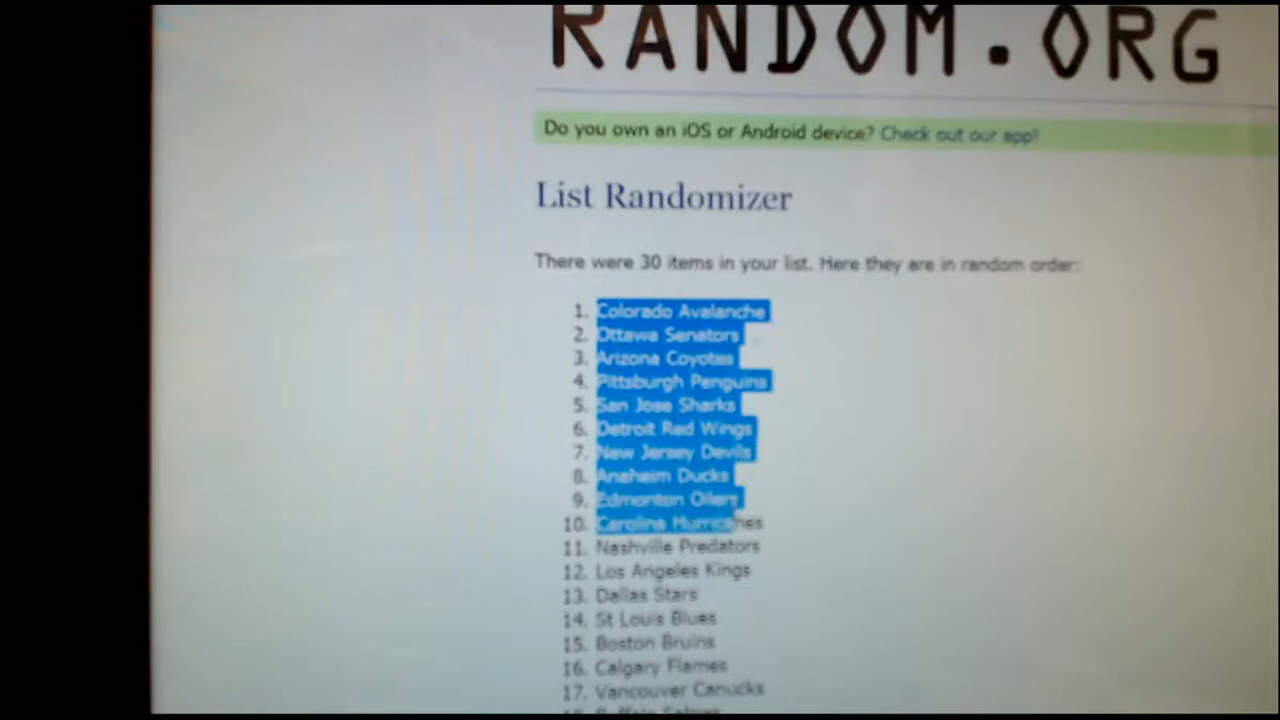 RANDOM.ORG
Do you own an iOS or Android device? Check out our app!
List Randomizer
There were 30 items in your list. Here they are in random order:
1. Colorado Avalanche
2. Ottawa Senators
3. Arizona Coyotes
4. Pittsburgh Penguins
5. San Jose Sharks
6. Detroit Red Wings
7. New Jersey Devils
8. Anaheim Ducks
9. Edmonton Oilers
10. Carolina Hurricanes
11. Nashville Predators
12. Los Angeles Kings
13. Dallas Stars
14. St Louis Blues
15. Boston Bruins
16. Calgary Flames
17. Vancouver Canucks